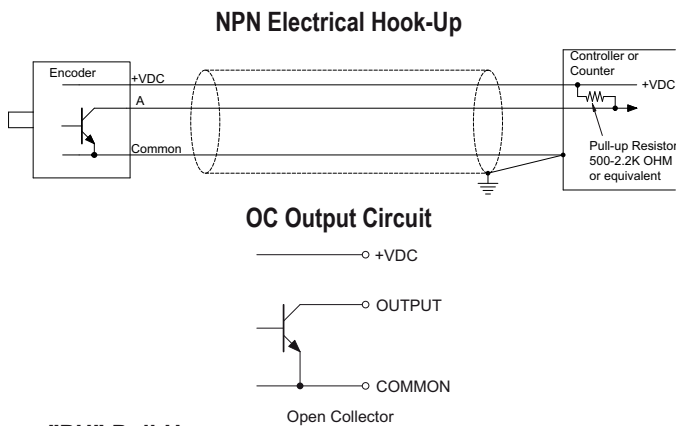 NPN Electrical Hook-Up
Encoder
+VDC
A
Common
Controller or
Counter
+VDC
Pull-up Resistor
500-2.2K OHM
or equivalent
OC Output Circuit
+VDC
OUTPUT
COMMON
Open Collector